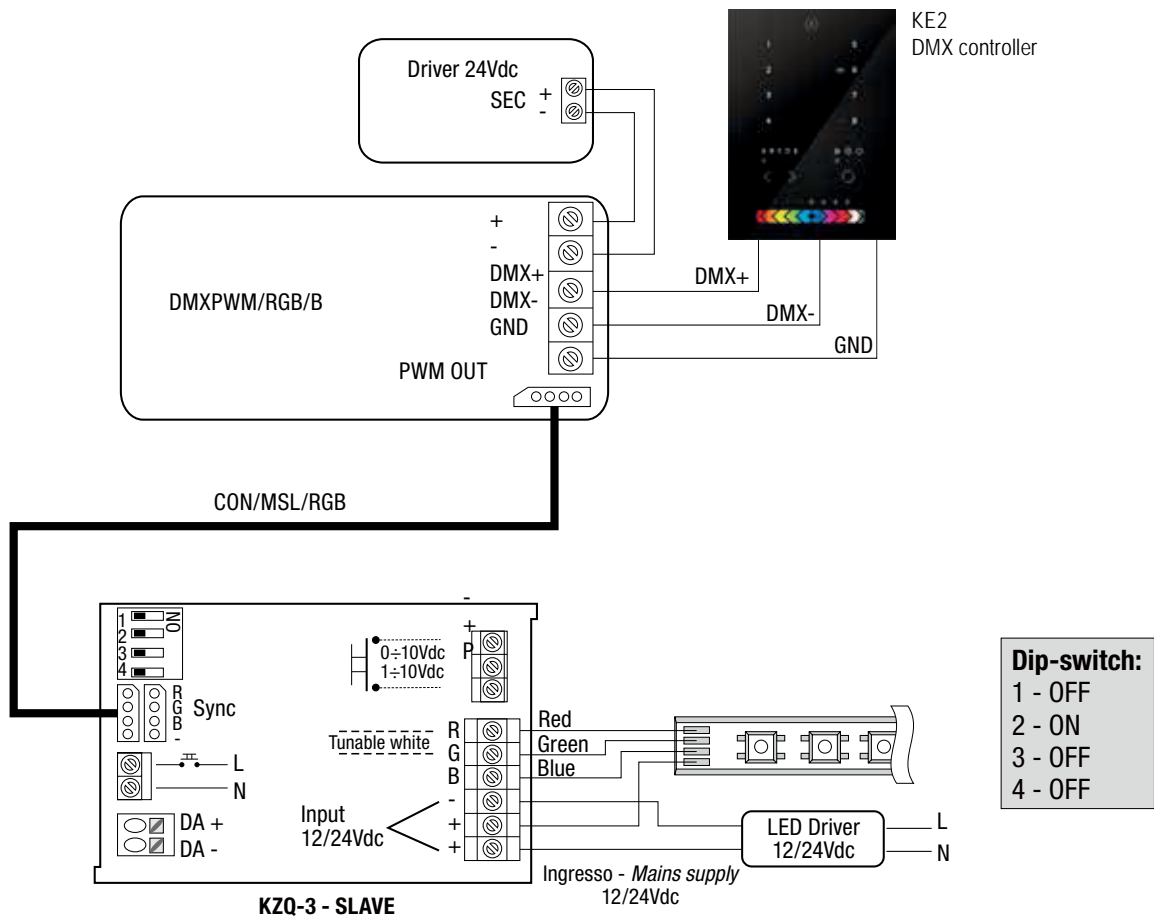 KE2
DMX controller
Driver 24Vdc
SEC +
-
+
-
DMX+
DMX-
GND
DMXPWM/RGB/B
PWM OUT
DMX+
DMX-
GND
CON/MSL/RGB
1
2
3
4
ON
R
G
B
-
Sync
L
N
DA +
DA -
-
+
P
0÷10Vdc
1÷10Vdc
Tunable white
R
G
B
-
+
+
Red
Green
Blue
Input
12/24Vdc
LED Driver
12/24Vdc
L
N
Ingresso - Mains supply
12/24Vdc
KZQ-3 - SLAVE
Dip-switch:
1 - OFF
2 - ON
3 - OFF
4 - OFF